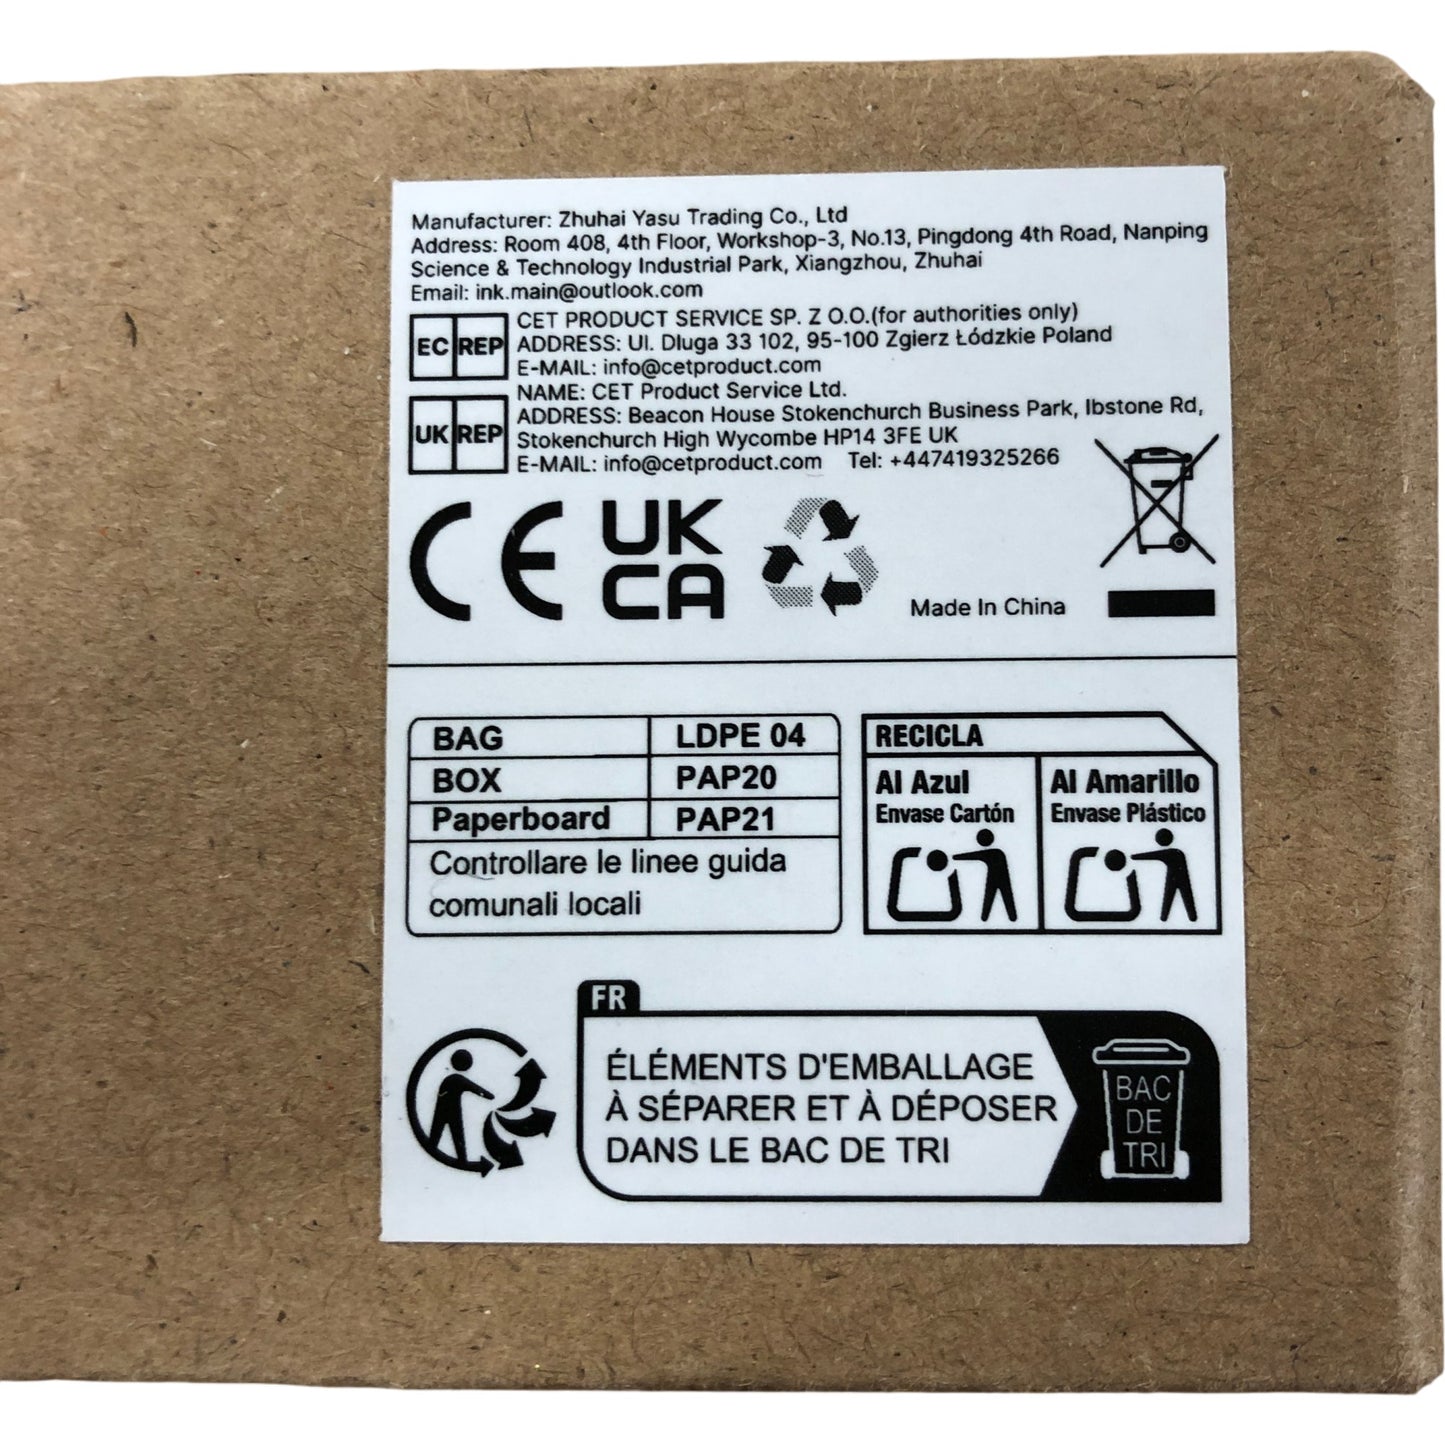 Manufacturer: Zhuhai Yasu Trading Co., Ltd
Address: Room 408, 4th Floor, Workshop-3, No.13, Pingdong 4th Road, Nanping
Science & Technology Industrial Park, Xiangzhou, Zhuhai
Email: ink.main@outlook.com
EC REP
CET PRODUCT SERVICE SP. Z O.O.(for authorities only)
ADDRESS: Ul. Dluga 33 102, 95-100 Zgierz Łódzkie Poland
E-MAIL: info@cetproduct.com
UK REP
NAME: CET Product Service Ltd.
ADDRESS: Beacon House Stokenchurch Business Park, Ibstone Rd,
Stokenchurch High Wycombe HP14 3FE UK
E-MAIL: info@cetproduct.com Tel: +447419325266
CE
UK
CA
Made In China
BAG LDPE 04
BOX PAP20
Paperboard PAP21
Controllare le linee guida
comunali locali
RECICLA
Al Azul
Envase Cartón
Al Amarillo
Envase Plástico
FR
ÉLÉMENTS D'EMBALLAGE
À SÉPARER ET À DÉPOSER
DANS LE BAC DE TRI
BAC
DE
TRI